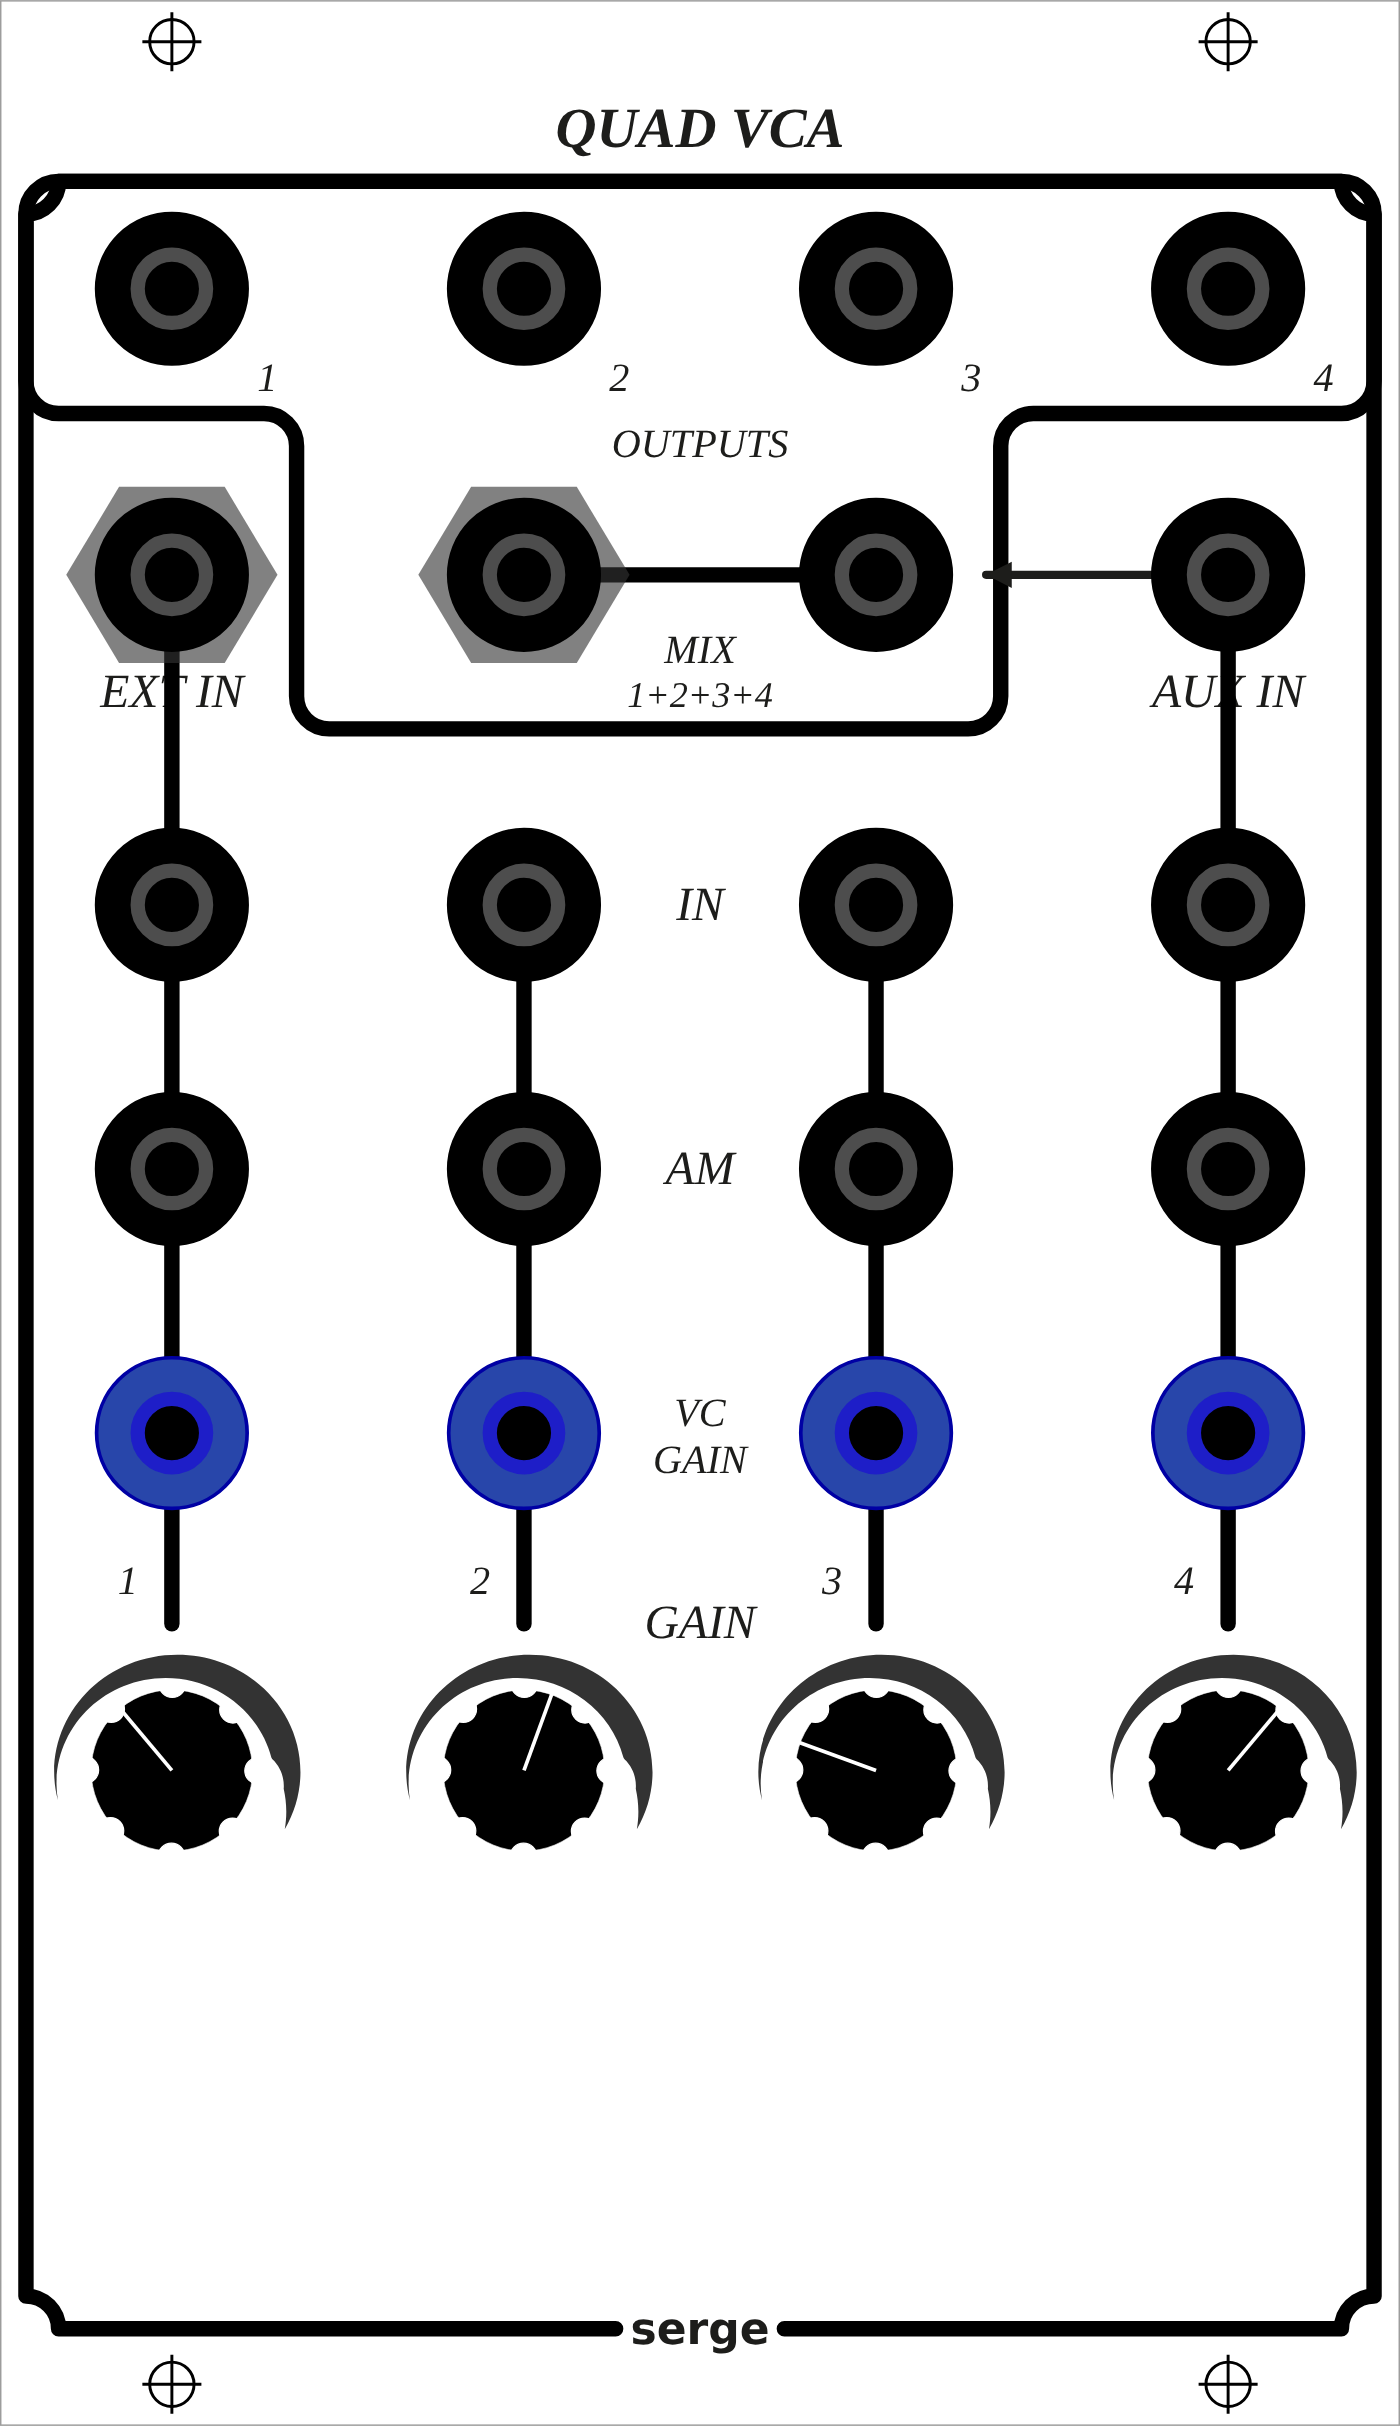 QUAD VCA
1 2 3 4
OUTPUTS
MIX
EXT IN 1+2+3+4 AUX IN
IN
AM
VC
GAIN
1 2 3 4
GAIN
serge